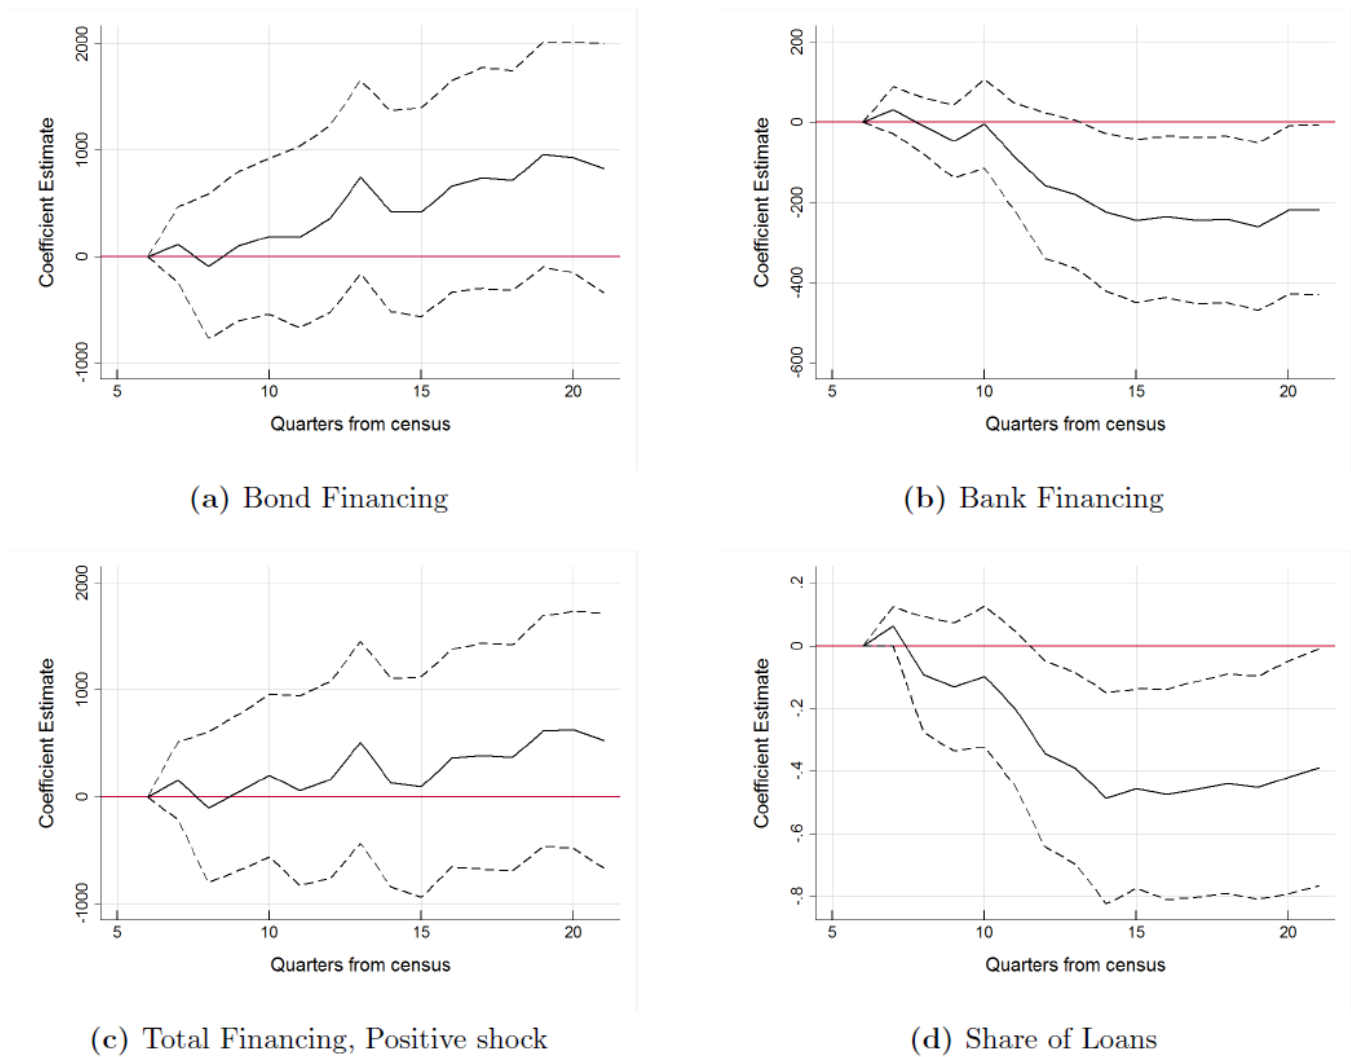 Coefficient Estimate
2000
1000
0
-1000
5
10
15
20
Quarters from census
(a) Bond Financing
Coefficient Estimate
200
0
-200
-400
-600
5
10
15
20
Quarters from census
(b) Bank Financing
Coefficient Estimate
2000
1000
0
-1000
5
10
15
20
Quarters from census
(c) Total Financing, Positive shock
Coefficient Estimate
.2
0
-.2
-.4
-.6
-.8
5
10
15
20
Quarters from census
(d) Share of Loans